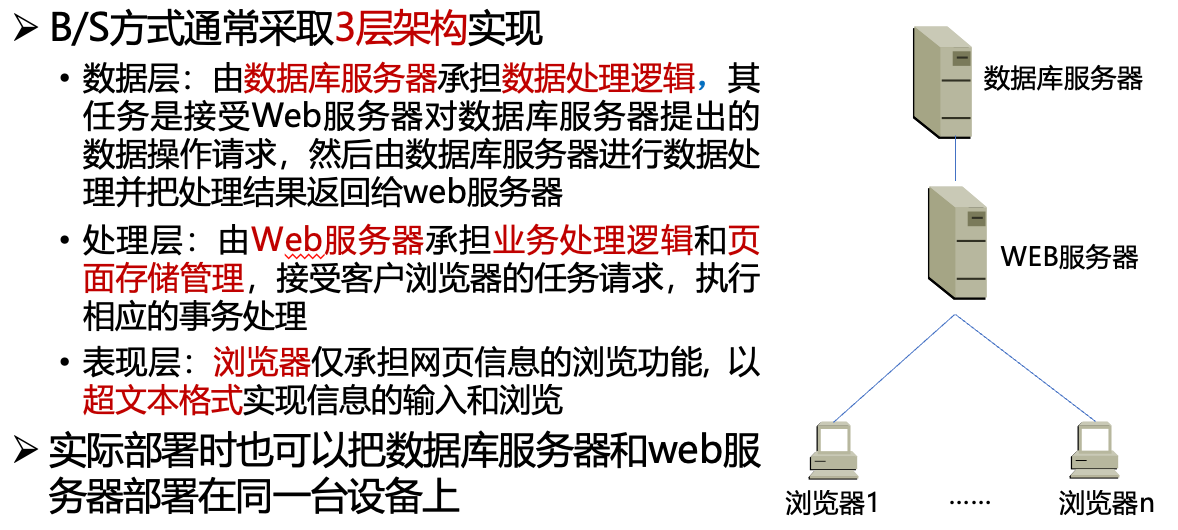 ➢ B/S方式通常采取3层架构实现
• 数据层：由数据库服务器承担数据处理逻辑，其
任务是接受Web服务器对数据库服务器提出的
数据操作请求，然后由数据库服务器进行数据处
理并把处理结果返回给web服务器
• 处理层：由Web服务器承担业务处理逻辑和页
面存储管理，接受客户浏览器的任务请求，执行
相应的事务处理
• 表现层：浏览器仅承担网页信息的浏览功能, 以
超文本格式实现信息的输入和浏览
➢ 实际部署时也可以把数据库服务器和web服
务器部署在同一台设备上
数据库服务器
WEB服务器
浏览器1 …… 浏览器n